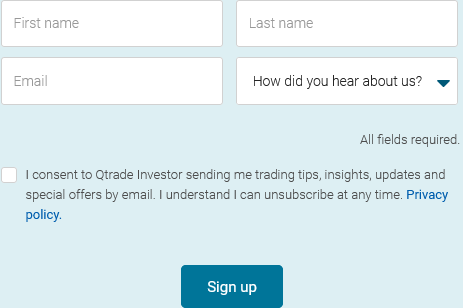 First name
Last name
Email
How did you hear about us?
All fields required.
I consent to Qtrade Investor sending me trading tips, insights, updates and
special offers by email. I understand I can unsubscribe at any time. Privacy
policy.
Sign up